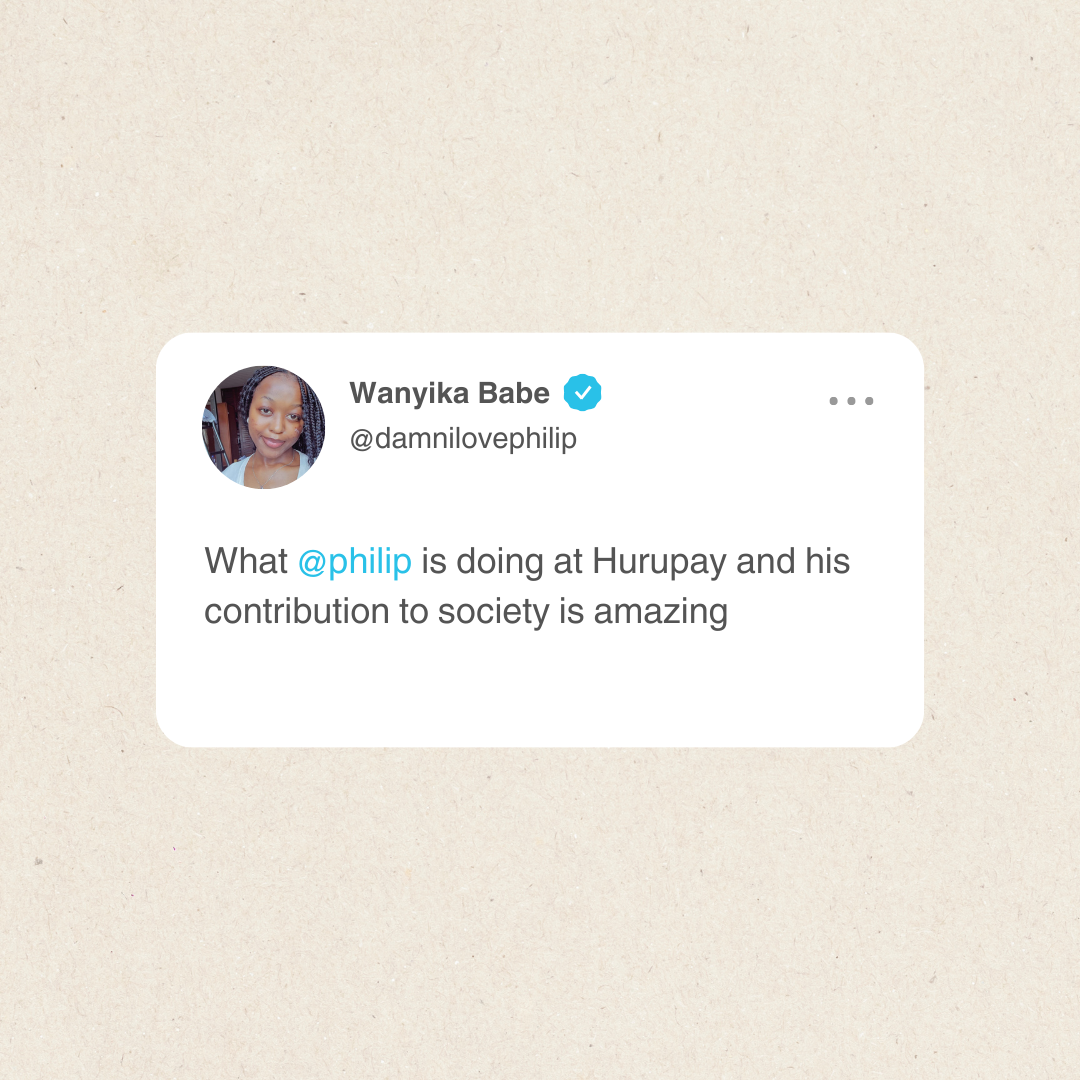 Wanyika Babe
@damnilovephilip
What @philip is doing at Hurupay and his
contribution to society is amazing